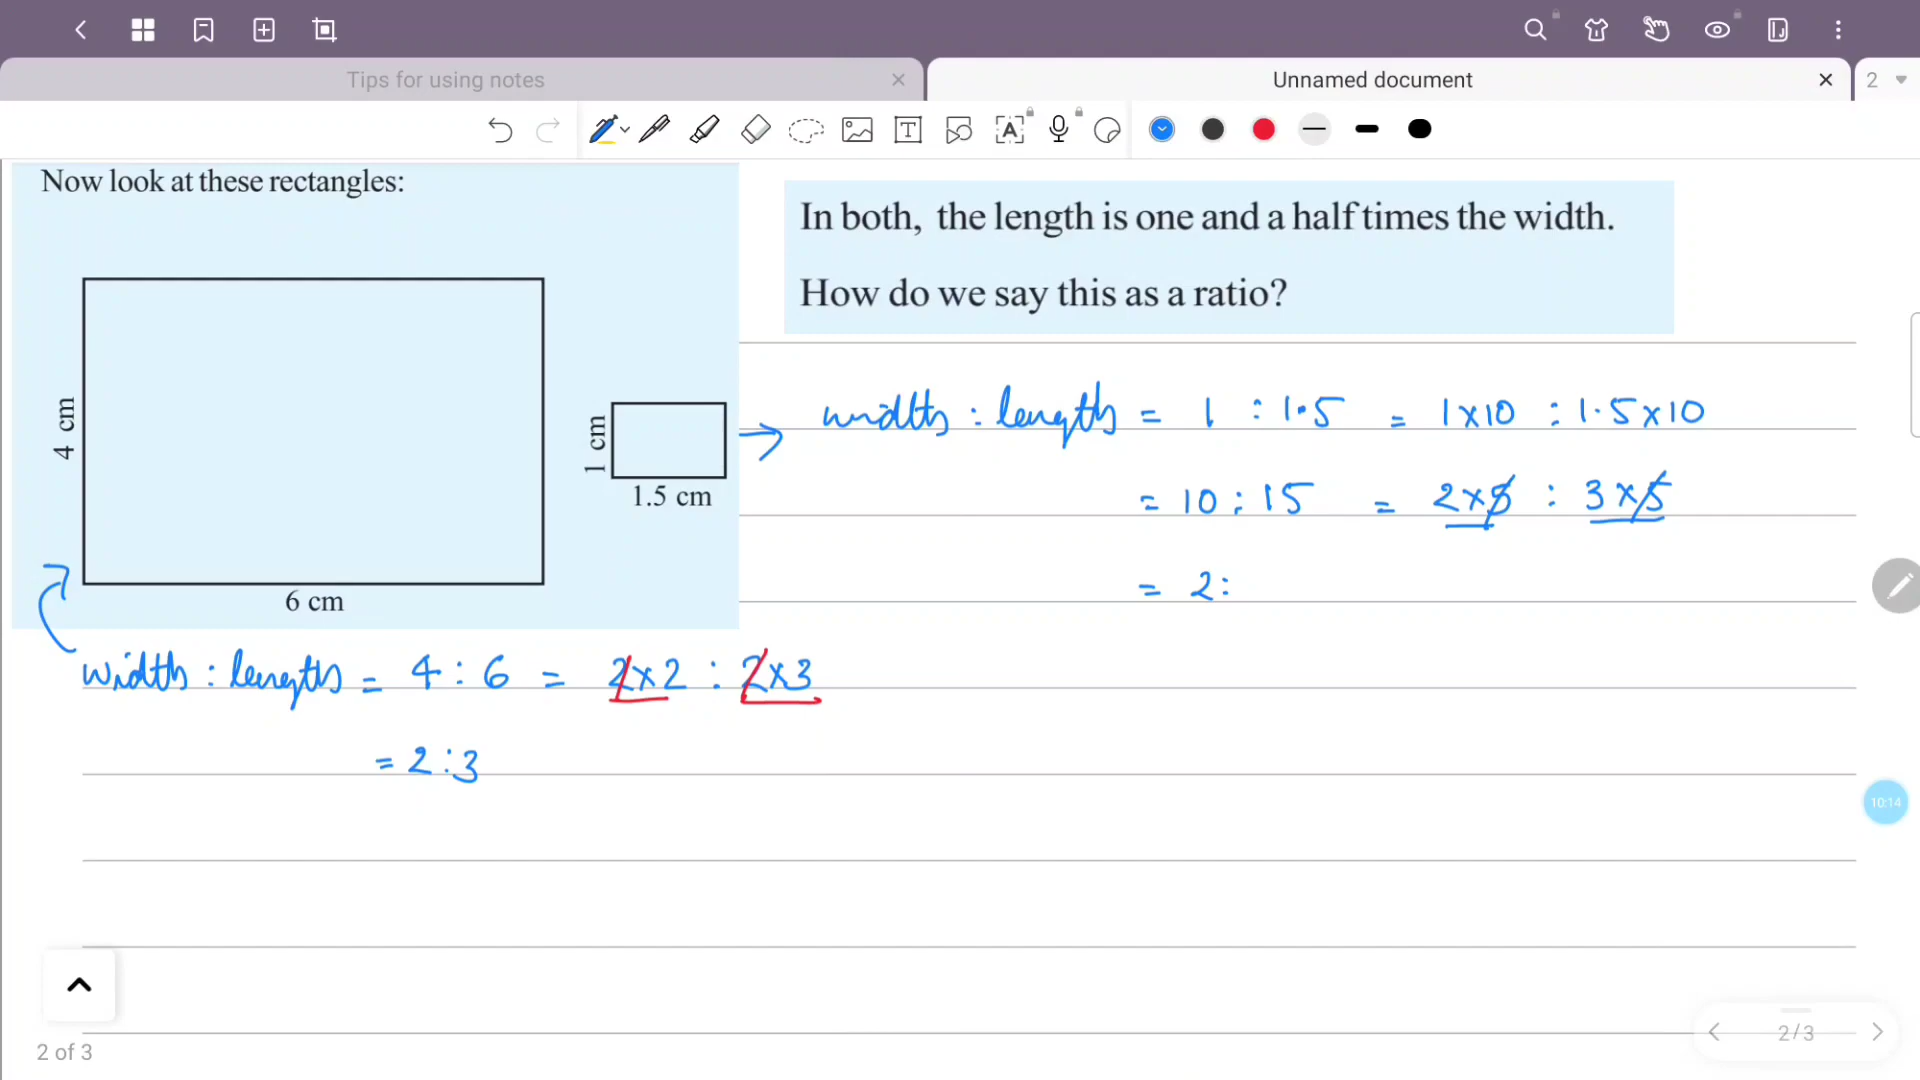 Tips for using notes
Unnamed document
2
Now look at these rectangles:
In both, the length is one and a half times the width.
How do we say this as a ratio?
4 cm
6 cm
1 cm
1.5 cm
width : length = 1 : 1.5 = 1x10 : 1.5x10
= 10 : 15 = 2x5 : 3x5
= 2:
width : length = 4 : 6 = 2x2 : 2x3
= 2:3
10:14
2 of 3
2/3